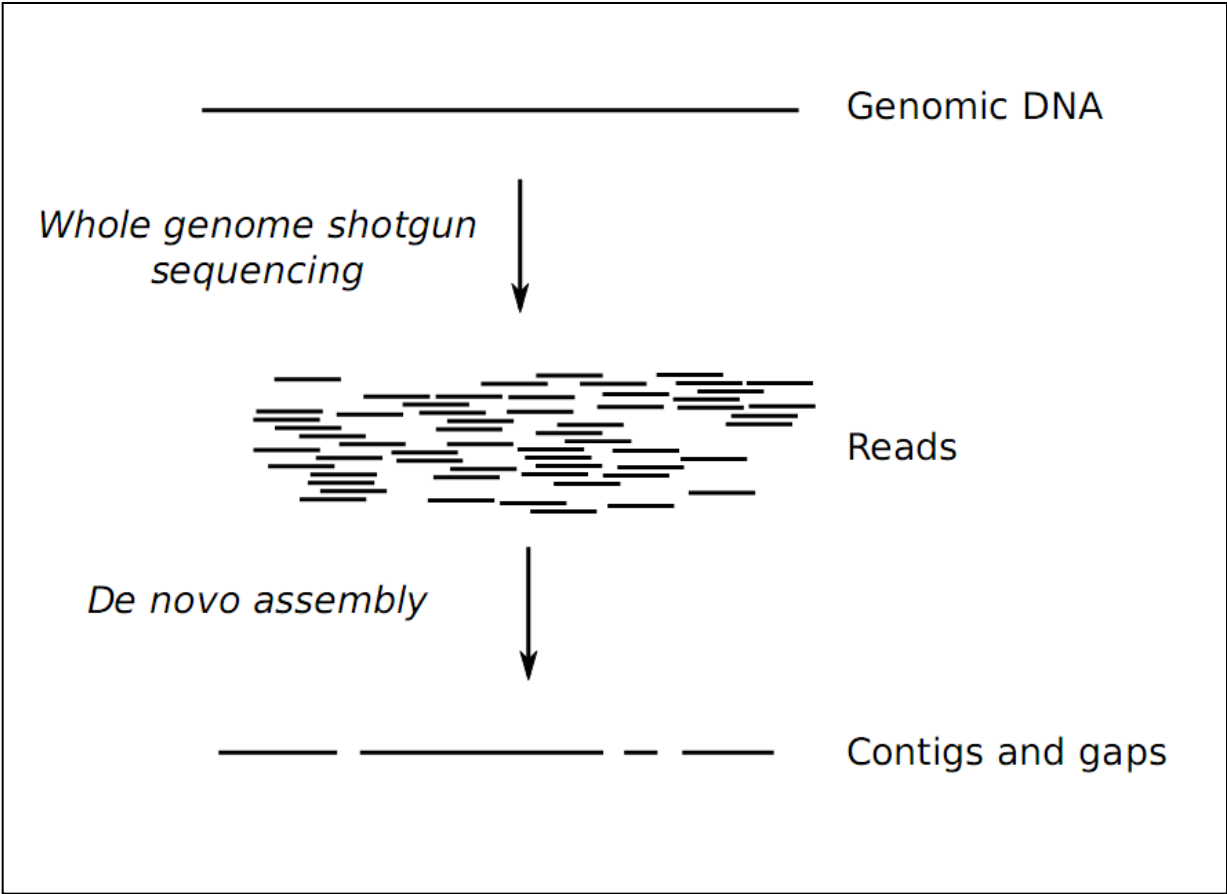 Genomic DNA
Whole genome shotgun
sequencing
Reads
De novo assembly
Contigs and gaps